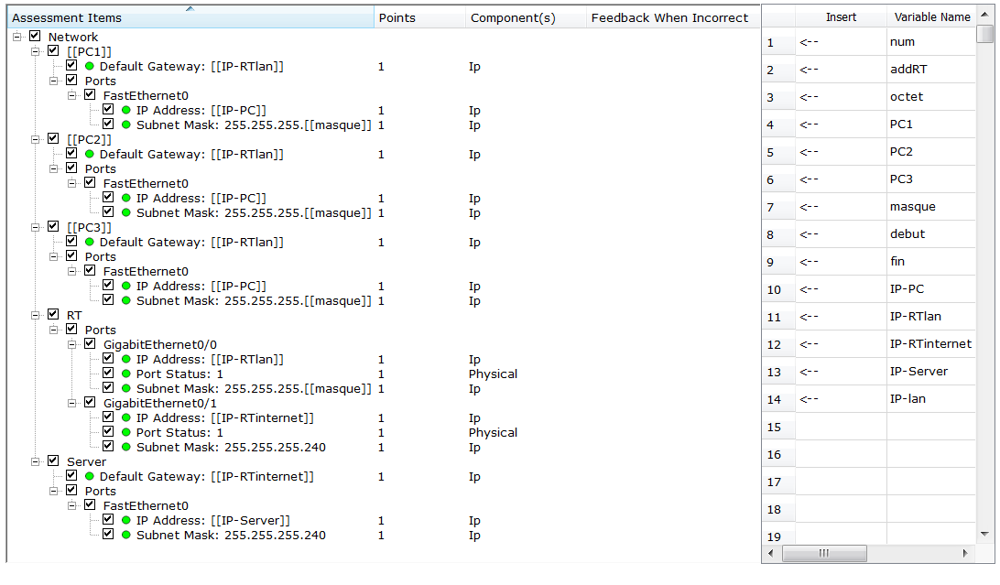 Assessment Items Points Component(s) Feedback When Incorrect
Network
[[PC1]]
Default Gateway: [[IP-RTlan]] 1 Ip
Ports
FastEthernet0
IP Address: [[IP-PC]] 1 Ip
Subnet Mask: 255.255.255.[[masque]] 1 Ip
[[PC2]]
Default Gateway: [[IP-RTlan]] 1 Ip
Ports
FastEthernet0
IP Address: [[IP-PC]] 1 Ip
Subnet Mask: 255.255.255.[[masque]] 1 Ip
[[PC3]]
Default Gateway: [[IP-RTlan]] 1 Ip
Ports
FastEthernet0
IP Address: [[IP-PC]] 1 Ip
Subnet Mask: 255.255.255.[[masque]] 1 Ip
RT
Ports
GigabitEthernet0/0
IP Address: [[IP-RTlan]] 1 Ip
Port Status: 1 1 Physical
Subnet Mask: 255.255.255.[[masque]] 1 Ip
GigabitEthernet0/1
IP Address: [[IP-RTinternet]] 1 Ip
Port Status: 1 1 Physical
Subnet Mask: 255.255.255.240 1 Ip
Server
Default Gateway: [[IP-RTinternet]] 1 Ip
Ports
FastEthernet0
IP Address: [[IP-Server]] 1 Ip
Subnet Mask: 255.255.255.240 1 Ip
Insert Variable Name
1 <-- num
2 <-- addRT
3 <-- octet
4 <-- PC1
5 <-- PC2
6 <-- PC3
7 <-- masque
8 <-- debut
9 <-- fin
10 <-- IP-PC
11 <-- IP-RTlan
12 <-- IP-RTinternet
13 <-- IP-Server
14 <-- IP-lan
15
16
17
18
19